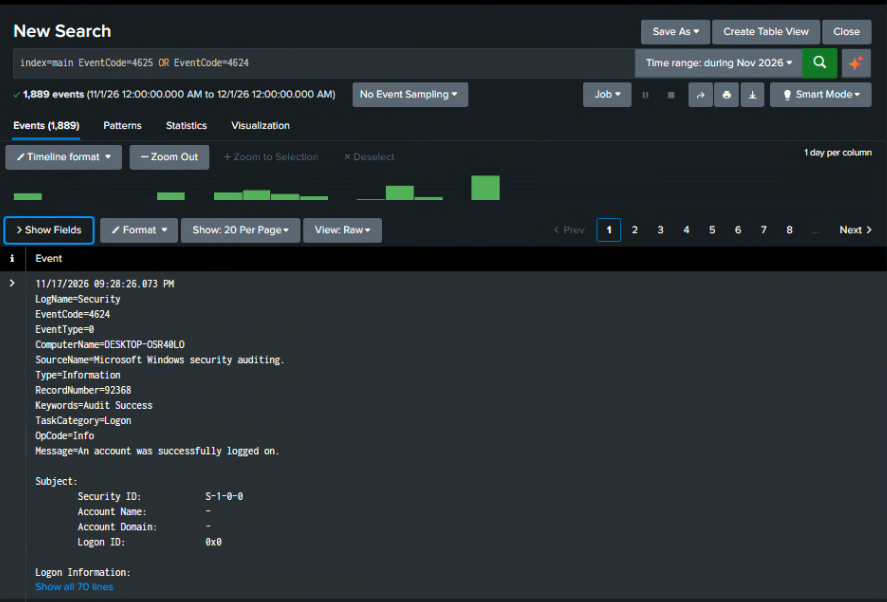 New Search
Save As ▾ Create Table View Close
index=main EventCode=4625 OR EventCode=4624
Time range: during Nov 2026 ▾
✓ 1,889 events (11/1/26 12:00:00.000 AM to 12/1/26 12:00:00.000 AM) No Event Sampling ▾ Job ▾ Smart Mode ▾
Events (1,889) Patterns Statistics Visualization
Timeline format ▾ — Zoom Out + Zoom to Selection × Deselect 1 day per column
> Show Fields Format ▾ Show: 20 Per Page ▾ View: Raw ▾ < Prev 1 2 3 4 5 6 7 8 ... Next >
i Event
> 11/17/2026 09:28:26.073 PM
LogName=Security
EventCode=4624
EventType=0
ComputerName=DESKTOP-OSR40LO
SourceName=Microsoft Windows security auditing.
Type=Information
RecordNumber=92368
Keywords=Audit Success
TaskCategory=Logon
OpCode=Info
Message=An account was successfully logged on.
Subject:
Security ID: S-1-0-0
Account Name: -
Account Domain: -
Logon ID: 0x0
Logon Information:
Show all 70 lines